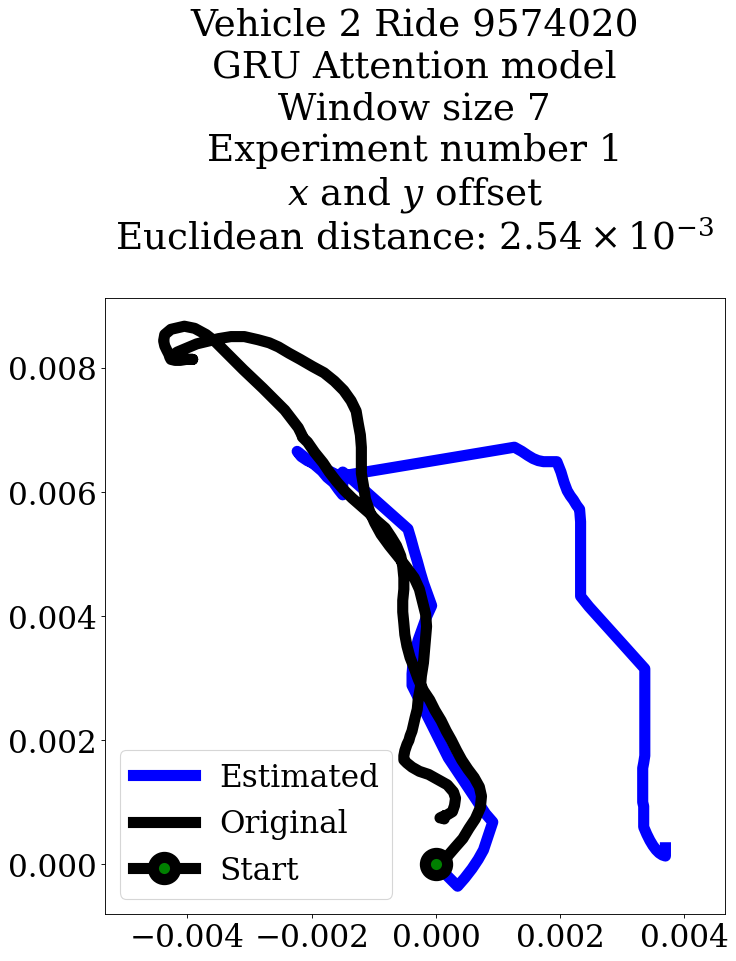 Vehicle 2 Ride 9574020
GRU Attention model
Window size 7
Experiment number 1
x and y offset
Euclidean distance: 2.54 × 10⁻³
0.008
0.006
0.004
0.002
0.000
Estimated
Original
Start
−0.004 −0.002 0.000 0.002 0.004